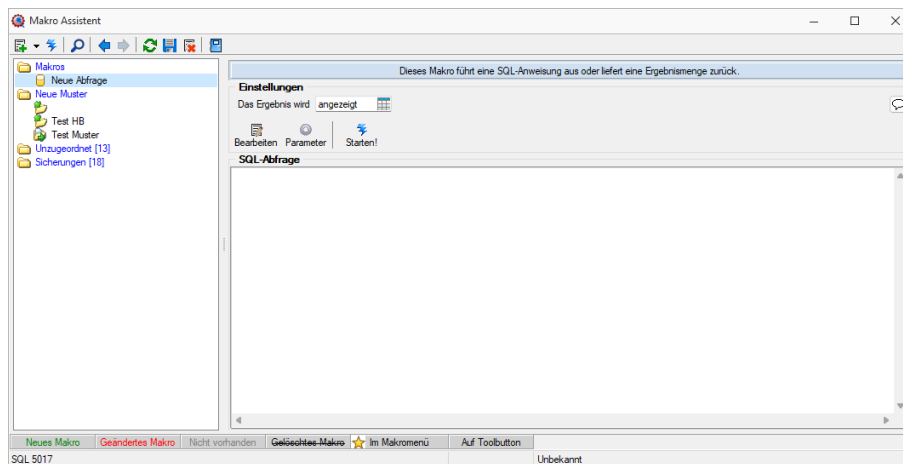 Makro Assistent
Makros
Neue Abfrage
Neue Muster
Test HB
Test Muster
Unzugeordnet [13]
Sicherungen [18]
Dieses Makro führt eine SQL-Anweisung aus oder liefert eine Ergebnismenge zurück.
Einstellungen
Das Ergebnis wird angezeigt
Bearbeiten Parameter Starten!
SQL-Abfrage
Neues Makro Geändertes Makro Nicht vorhanden Gelöschtes Makro Im Makromenü Auf Toolbutton
SQL 5017 Unbekannt